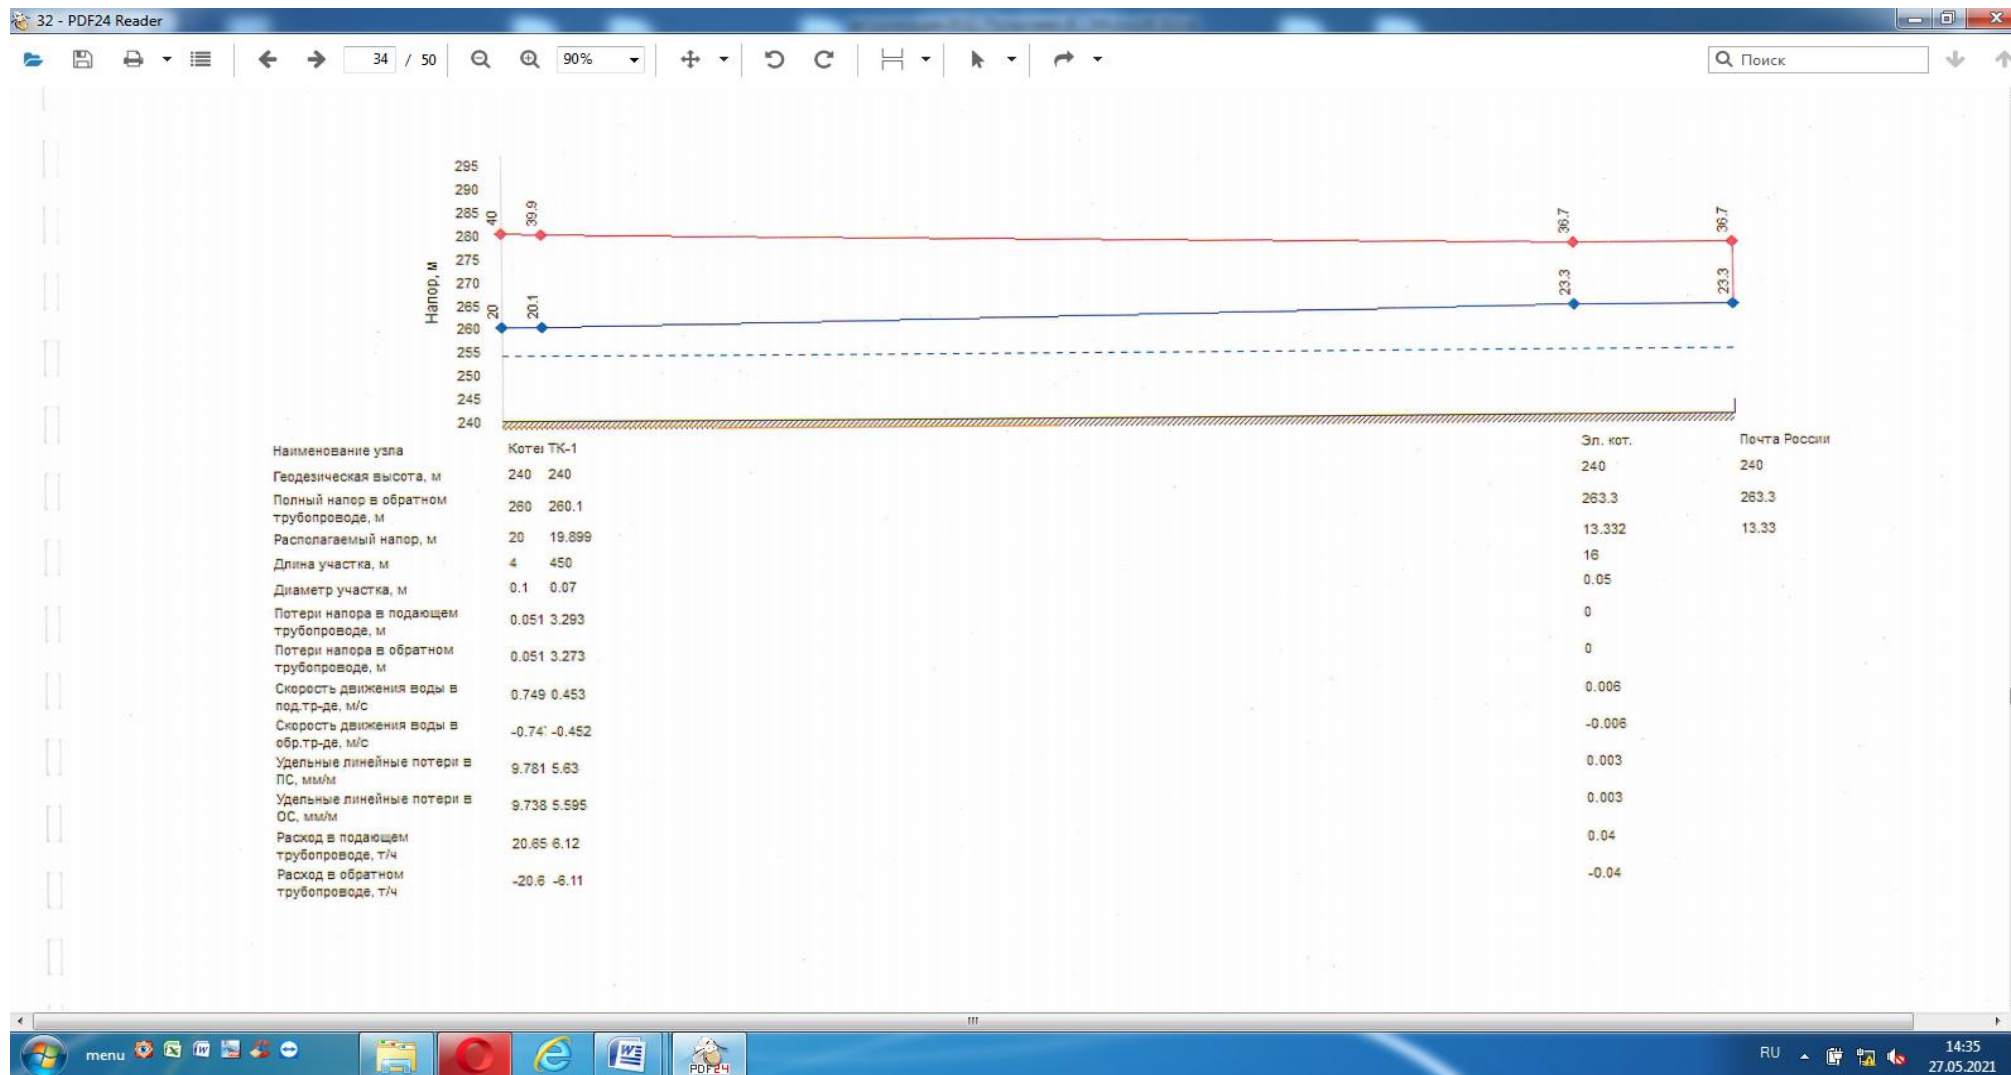 32 - PDF24 Reader
34 / 50
90%
Поиск
295
290
285
280
275
270
265
260
255
250
245
240
Напор, м
40
39.9
36.7
36.7
20
20.1
23.3
23.3
Наименование узла Коте ТК-1 Эл. кот. Почта России
Геодезическая высота, м 240 240 240 240
Полный напор в обратном
трубопроводе, м 260 260.1 263.3 263.3
Располагаемый напор, м 20 19.899 13.332 13.33
Длина участка, м 4 450 16
Диаметр участка, м 0.1 0.07 0.05
Потери напора в подающем
трубопроводе, м 0.051 3.293 0
Потери напора в обратном
трубопроводе, м 0.051 3.273 0
Скорость движения воды в
под.тр-де, м/с 0.749 0.453 0.006
Скорость движения воды в
обр.тр-де, м/с -0.74 -0.452 -0.006
Удельные линейные потери в
ПС, мм/м 9.781 5.63 0.003
Удельные линейные потери в
ОС, мм/м 9.738 5.595 0.003
Расход в подающем
трубопроводе, т/ч 20.65 6.12 0.04
Расход в обратном
трубопроводе, т/ч -20.6 -6.11 -0.04
menu
PDF24
RU
14:35
27.05.2021